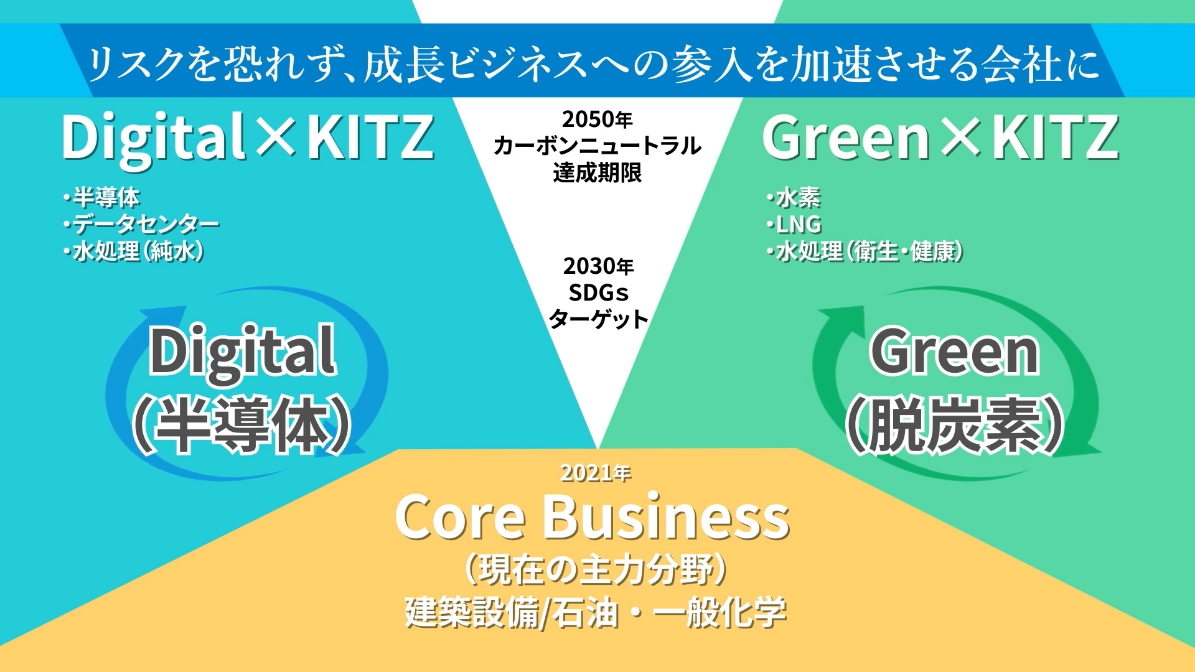 リスクを恐れず、成長ビジネスへの参入を加速させる会社に
Digital×KITZ
・半導体
・データセンター
・水処理（純水）
Digital
（半導体）
2050年
カーボンニュートラル
達成期限
2030年
SDGs
ターゲット
Green×KITZ
・水素
・LNG
・水処理（衛生・健康）
Green
（脱炭素）
2021年
Core Business
（現在の主力分野）
建築設備/石油・一般化学